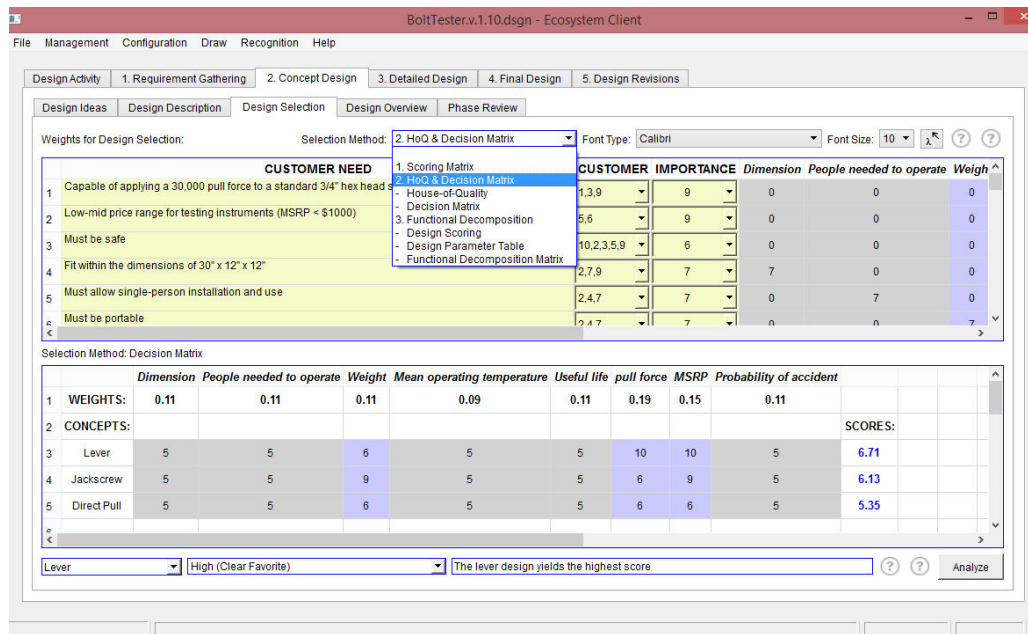 BoltTester.v.1.10.dsgn - Ecosystem Client
File Management Configuration Draw Recognition Help
Design Activity 1. Requirement Gathering 2. Concept Design 3. Detailed Design 4. Final Design 5. Design Revisions
Design Ideas Design Description Design Selection Design Overview Phase Review
Weights for Design Selection: Selection Method: 2. HoQ & Decision Matrix Font Type: Calibri Font Size: 10 ? ?
CUSTOMER NEED CUSTOMER IMPORTANCE Dimension People needed to operate Weigh
1. Scoring Matrix
2. HoQ & Decision Matrix
- House-of-Quality
- Decision Matrix
3. Functional Decomposition
- Design Scoring
- Design Parameter Table
- Functional Decomposition Matrix
1 Capable of applying a 30,000 pull force to a standard 3/4" hex head s 1,3,9 9 0 0 0
2 Low-mid price range for testing instruments (MSRP < $1000) 5,6 9 0 0 0
3 Must be safe 10,2,3,5,9 6 0 0 0
4 Fit within the dimensions of 30" x 12" x 12" 2,7,9 7 7 0 0
5 Must allow single-person installation and use 2,4,7 7 0 7 0
6 Must be portable 2,4,7 7 0 0 7
Selection Method: Decision Matrix
Dimension People needed to operate Weight Mean operating temperature Useful life pull force MSRP Probability of accident
1 WEIGHTS: 0.11 0.11 0.11 0.09 0.11 0.19 0.15 0.11
2 CONCEPTS: SCORES:
3 Lever 5 5 6 5 5 10 10 5 6.71
4 Jackscrew 5 5 9 5 5 6 9 5 6.13
5 Direct Pull 5 5 6 5 5 6 6 5 5.35
Lever High (Clear Favorite) The lever design yields the highest score ? ? Analyze